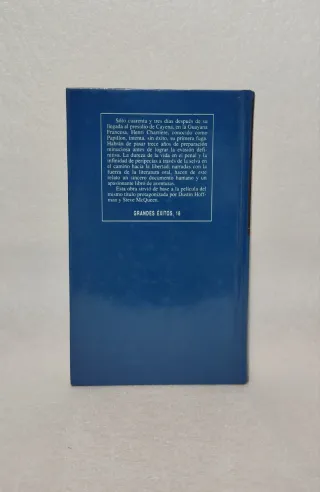 Sólo cuarenta y tres días después de su
llegada al presidio de Cayena, en la Guayana
Francesa, Henri Charrière, conocido como
Papillon, intenta, sin éxito, su primera fuga.
Habrán de pasar trece años de preparación
minuciosa antes de lograr la evasión defi-
nitiva. La dureza de la vida en el penal y la
infinidad de peripecias a través de la selva en
el camino hacia la libertad narradas con la
fuerza de la literatura oral, hacen de este
relato un sincero documento humano y un
apasionante libro de aventuras.
Esta obra sirvió de base a la película del
mismo título protagonizada por Dustin Hoff-
man y Steve McQueen.
GRANDES ÉXITOS, 16